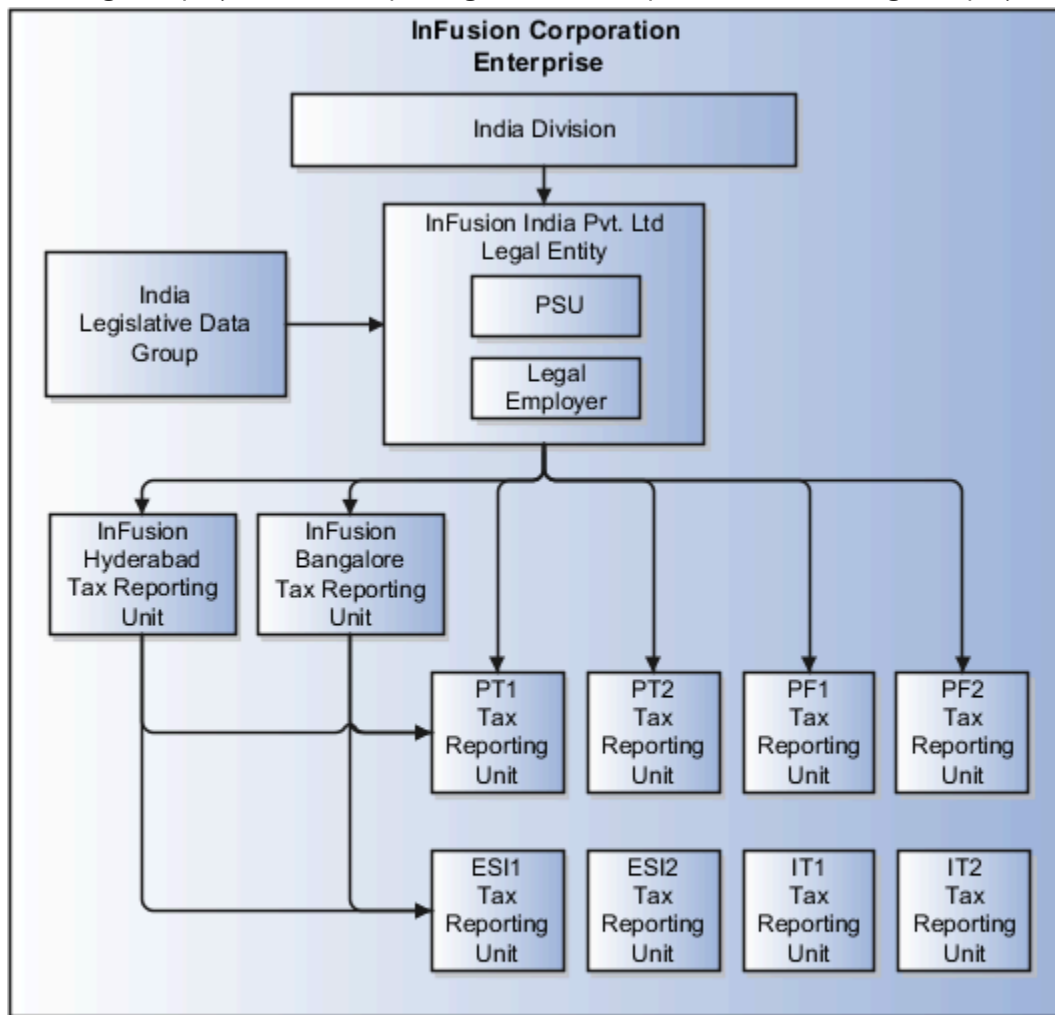 InFusion Corporation
Enterprise
India Division
InFusion India Pvt. Ltd
Legal Entity
PSU
Legal
Employer
India
Legislative Data
Group
InFusion
Hyderabad
Tax Reporting
Unit
InFusion
Bangalore
Tax Reporting
Unit
PT1
Tax
Reporting
Unit
PT2
Tax
Reporting
Unit
PF1
Tax
Reporting
Unit
PF2
Tax
Reporting
Unit
ESI1
Tax
Reporting
Unit
ESI2
Tax
Reporting
Unit
IT1
Tax
Reporting
Unit
IT2
Tax
Reporting
Unit